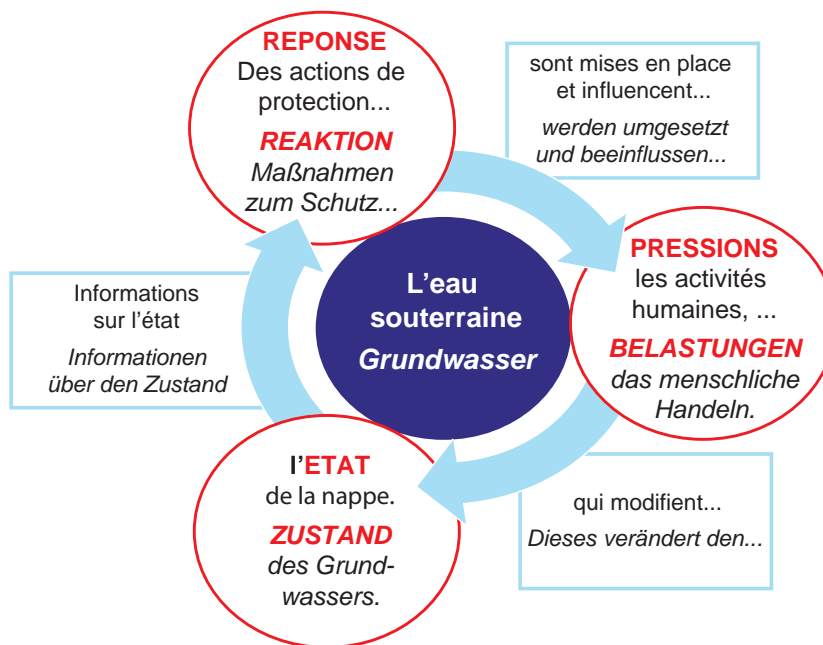 REPONSE
Des actions de
protection...
REAKTION
Maßnahmen
zum Schutz...
sont mises en place
et influencent...
werden umgesetzt
und beeinflussen...
PRESSIONS
les activités
humaines, ...
BELASTUNGEN
das menschliche
Handeln.
qui modifient...
Dieses verändert den...
l'ETAT
de la nappe.
ZUSTAND
des Grund-
wassers.
Informations
sur l'état
Informationen
über den Zustand
L'eau
souterraine
Grundwasser